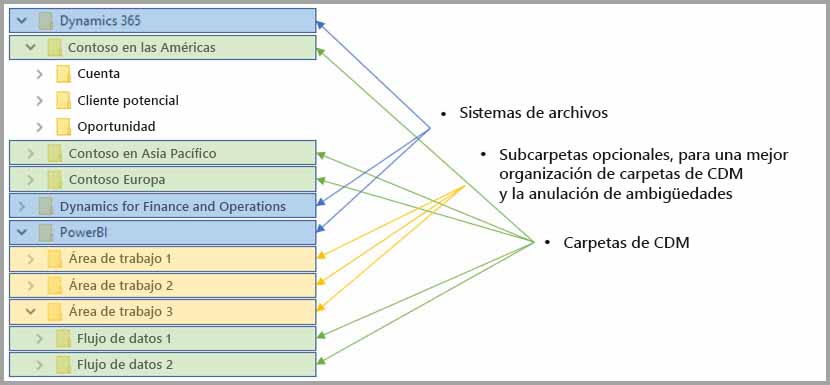 Dynamics 365
Contoso en las Américas
Cuenta
Cliente potencial
Oportunidad
Contoso en Asia Pacífico
Contoso Europa
Dynamics for Finance and Operations
PowerBI
Área de trabajo 1
Área de trabajo 2
Área de trabajo 3
Flujo de datos 1
Flujo de datos 2
• Sistemas de archivos
• Subcarpetas opcionales, para una mejor
organización de carpetas de CDM
y la anulación de ambigüedades
• Carpetas de CDM